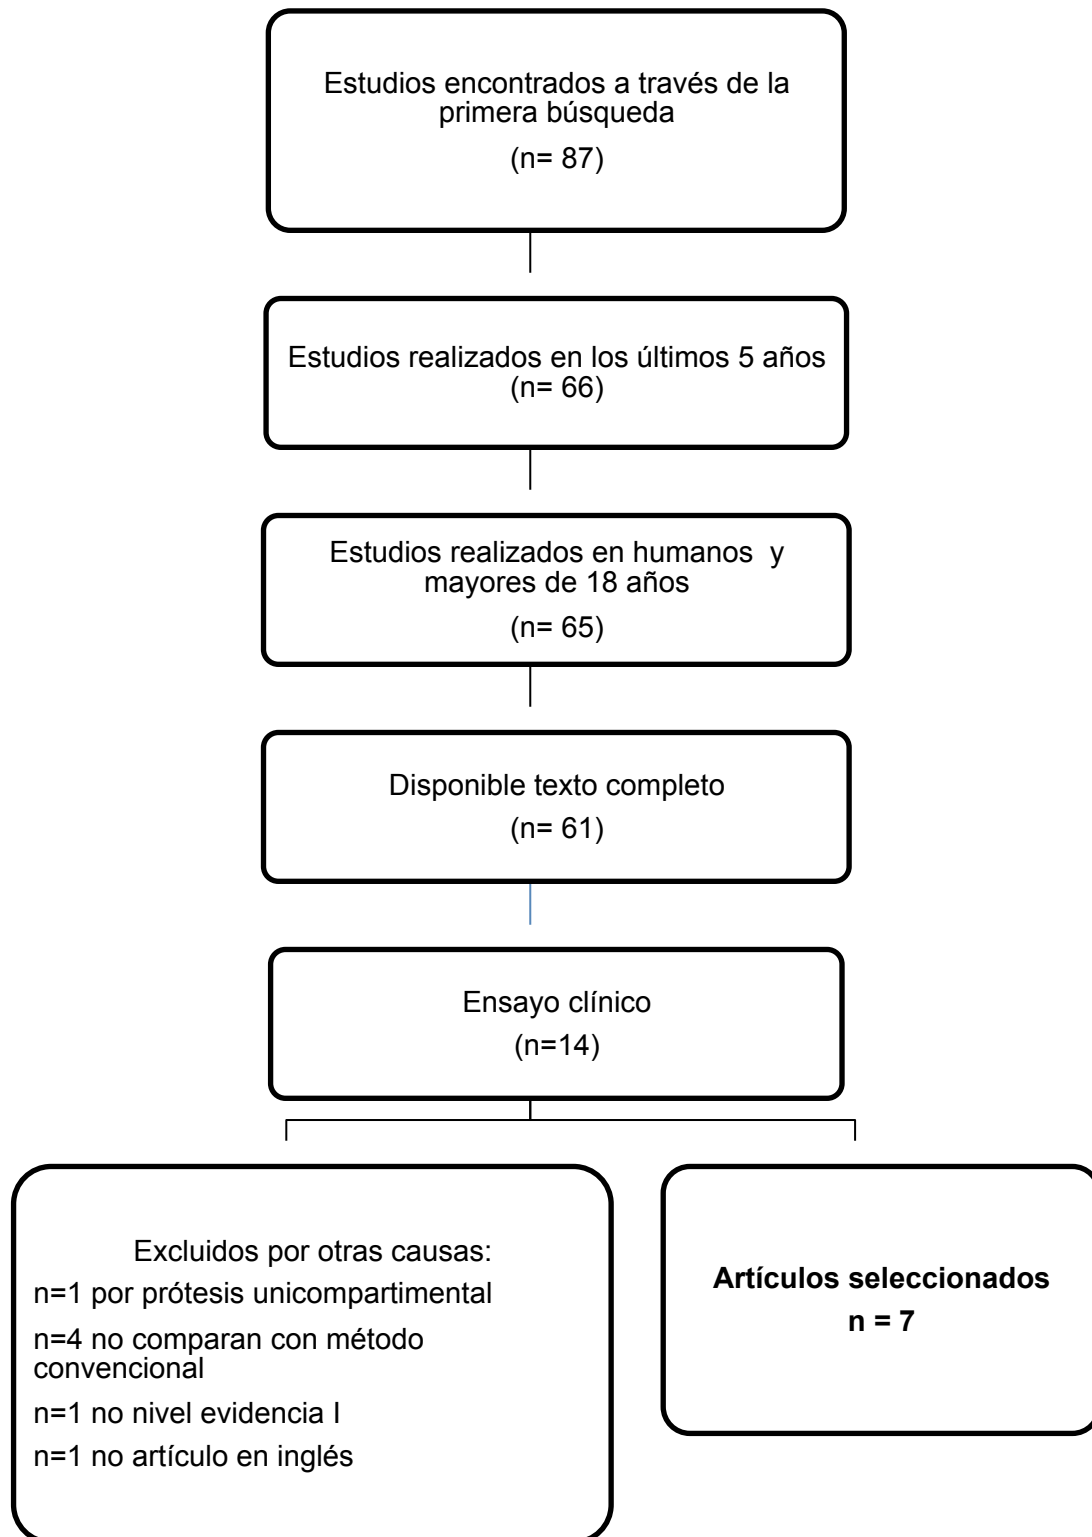 Estudios encontrados a través de la
primera búsqueda
(n= 87)
Estudios realizados en los últimos 5 años
(n= 66)
Estudios realizados en humanos  y
mayores de 18 años
(n= 65)
Disponible texto completo
(n= 61)
Ensayo clínico
(n=14)
Excluidos por otras causas:
n=1 por prótesis unicompartimental
n=4 no comparan con método
convencional
n=1 no nivel evidencia I
n=1 no artículo en inglés
Artículos seleccionados
n = 7